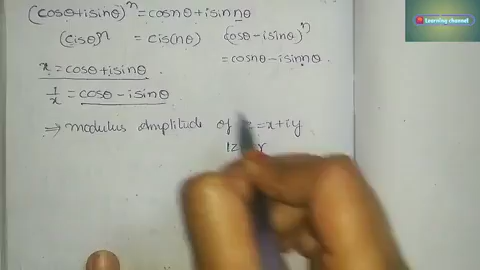 (cosθ+isinθ)ⁿ=cosnθ+isinnθ
(cisθ)ⁿ = cis(nθ) (cosθ-isinθ)ⁿ
=cosnθ-isinnθ.
x=cosθ+isinθ
1/x = cosθ-isinθ
⇒ modulus Amplitude of z=x+iy
|z|=r
Learning channel